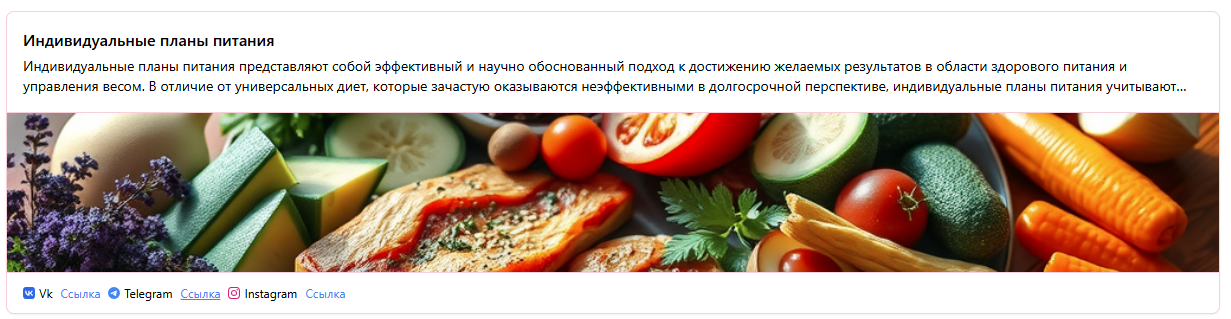 Индивидуальные планы питания
Индивидуальные планы питания представляют собой эффективный и научно обоснованный подход к достижению желаемых результатов в области здорового питания и
управления весом. В отличие от универсальных диет, которые зачастую оказываются неэффективными в долгосрочной перспективе, индивидуальные планы питания учитывают...
Vk Ссылка Telegram Ссылка Instagram Ссылка